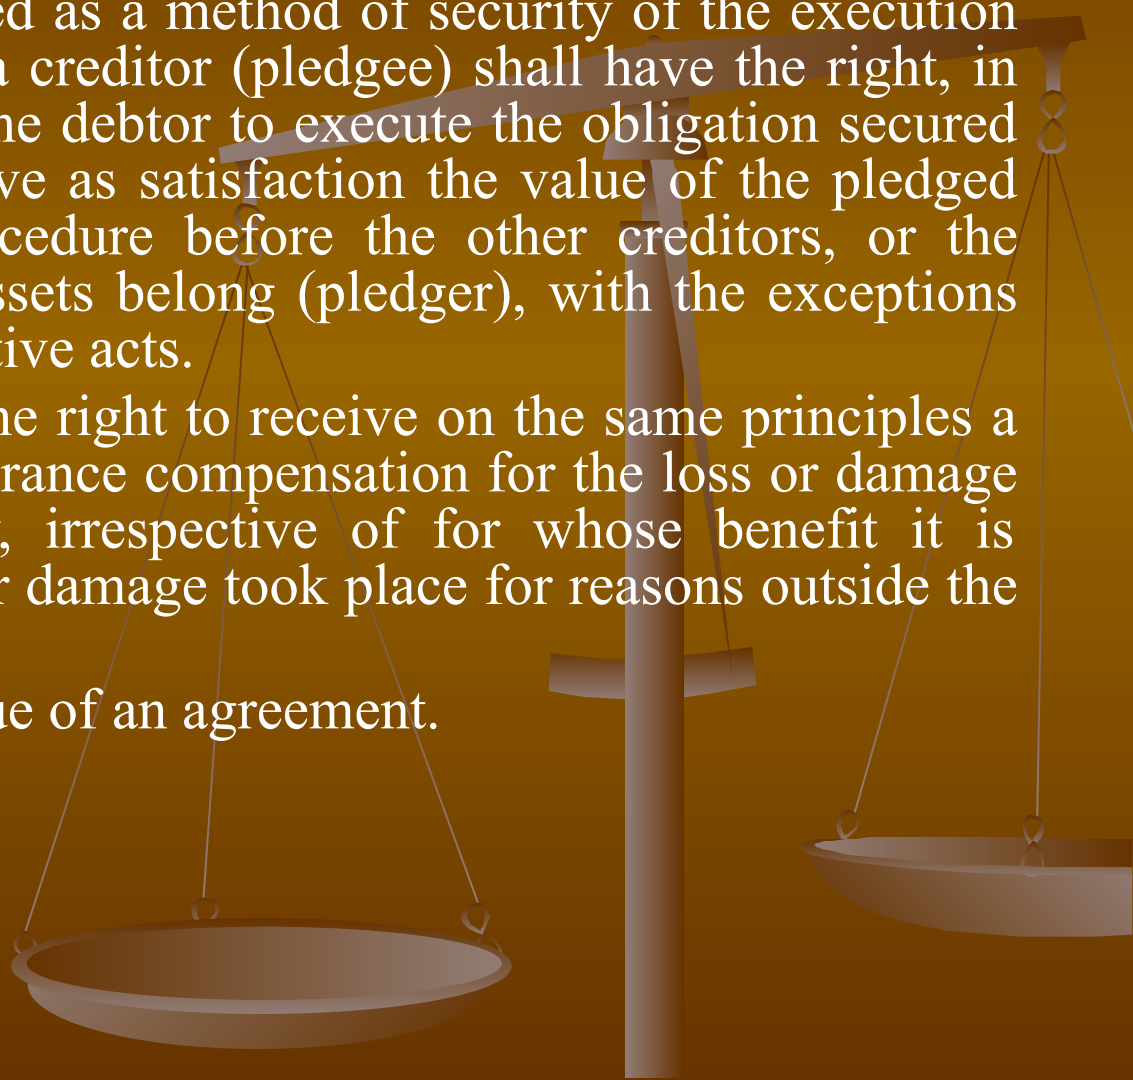 ed as a method of security of the execution
a creditor (pledgee) shall have the right, in
he debtor to execute the obligation secured
ve as satisfaction the value of the pledged
cedure before the other creditors, or the
ssets belong (pledger), with the exceptions
tive acts.
he right to receive on the same principles a
rance compensation for the loss or damage
, irrespective of for whose benefit it is
r damage took place for reasons outside the
ue of an agreement.